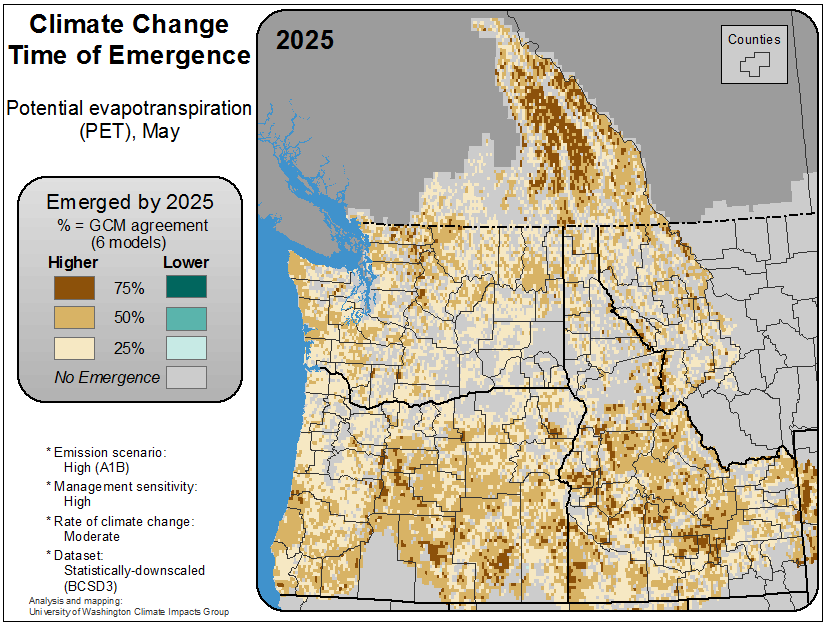 Climate Change
Time of Emergence
Potential evapotranspiration
(PET), May
Emerged by 2025
% = GCM agreement
(6 models)
Higher Lower
75%
50%
25%
No Emergence
* Emission scenario:
High (A1B)
* Management sensitivity:
High
* Rate of climate change:
Moderate
* Dataset:
Statistically-downscaled
(BCSD3)
Analysis and mapping:
University of Washington Climate Impacts Group
2025
Counties